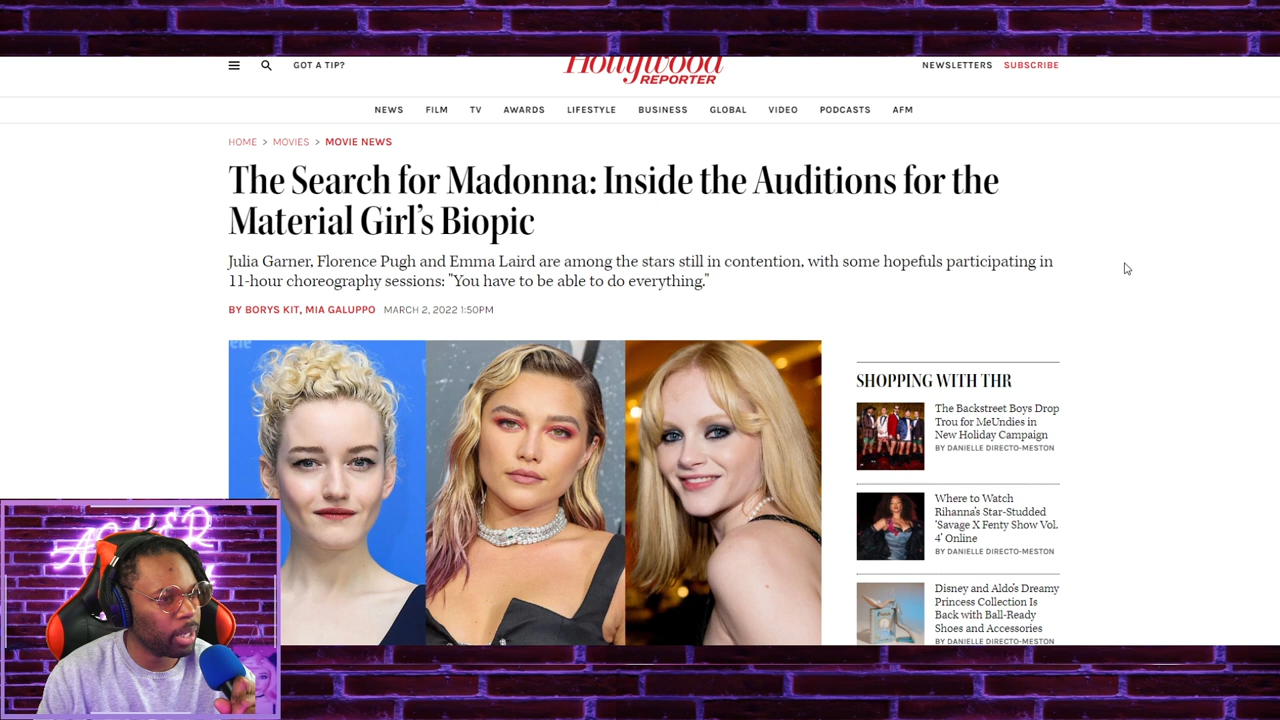 Hollywood
REPORTER
GOT A TIP?
NEWSLETTERS SUBSCRIBE
NEWS FILM TV AWARDS LIFESTYLE BUSINESS GLOBAL VIDEO PODCASTS AFM
HOME > MOVIES > MOVIE NEWS
The Search for Madonna: Inside the Auditions for the
Material Girl's Biopic
Julia Garner, Florence Pugh and Emma Laird are among the stars still in contention, with some hopefuls participating in
11-hour choreography sessions: "You have to be able to do everything."
BY BORYS KIT, MIA GALUPPO MARCH 2, 2022 1:50PM
SHOPPING WITH THR
The Backstreet Boys Drop
Trou for MeUndies in
New Holiday Campaign
BY DANIELLE DIRECTO-MESTON
Where to Watch
Rihanna's Star-Studded
'Savage X Fenty Show Vol.
4' Online
BY DANIELLE DIRECTO-MESTON
Disney and Aldo's Dreamy
Princess Collection Is
Back with Ball-Ready
Shoes and Accessories
BY DANIELLE DIRECTO-MESTON